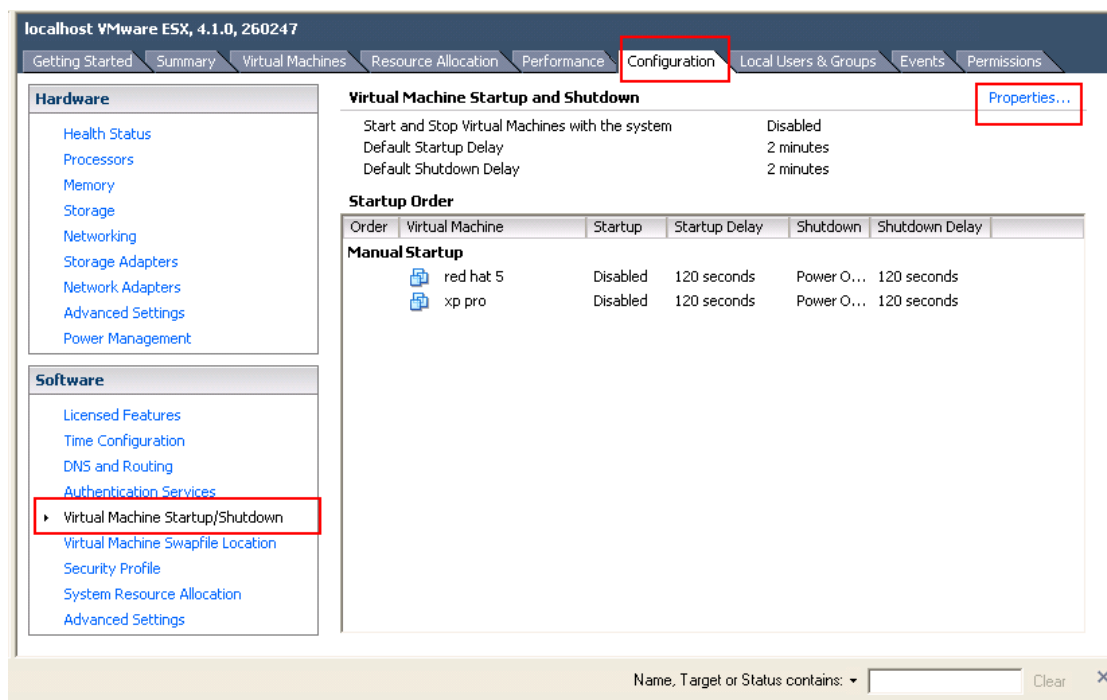 localhost VMware ESX, 4.1.0, 260247
Getting Started Summary Virtual Machines Resource Allocation Performance Configuration Local Users & Groups Events Permissions
Hardware
Health Status
Processors
Memory
Storage
Networking
Storage Adapters
Network Adapters
Advanced Settings
Power Management
Software
Licensed Features
Time Configuration
DNS and Routing
Authentication Services
Virtual Machine Startup/Shutdown
Virtual Machine Swapfile Location
Security Profile
System Resource Allocation
Advanced Settings
Virtual Machine Startup and Shutdown Properties...
Start and Stop Virtual Machines with the system Disabled
Default Startup Delay 2 minutes
Default Shutdown Delay 2 minutes
Startup Order
Order Virtual Machine Startup Startup Delay Shutdown Shutdown Delay
Manual Startup
red hat 5 Disabled 120 seconds Power O... 120 seconds
xp pro Disabled 120 seconds Power O... 120 seconds
Name, Target or Status contains: Clear